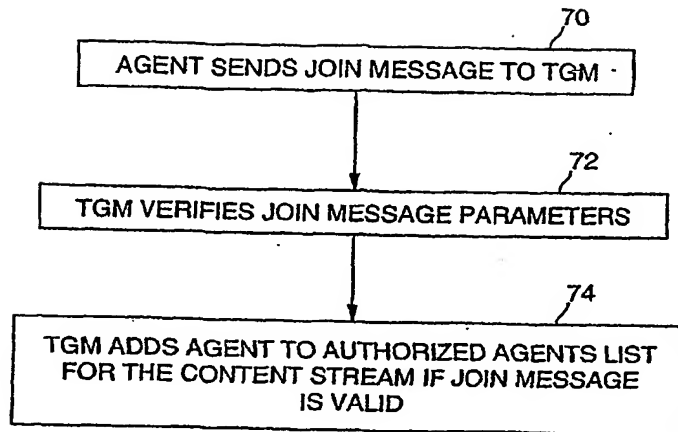 70
AGENT SENDS JOIN MESSAGE TO TGM
72
TGM VERIFIES JOIN MESSAGE PARAMETERS
74
TGM ADDS AGENT TO AUTHORIZED AGENTS LIST
FOR THE CONTENT STREAM IF JOIN MESSAGE
IS VALID